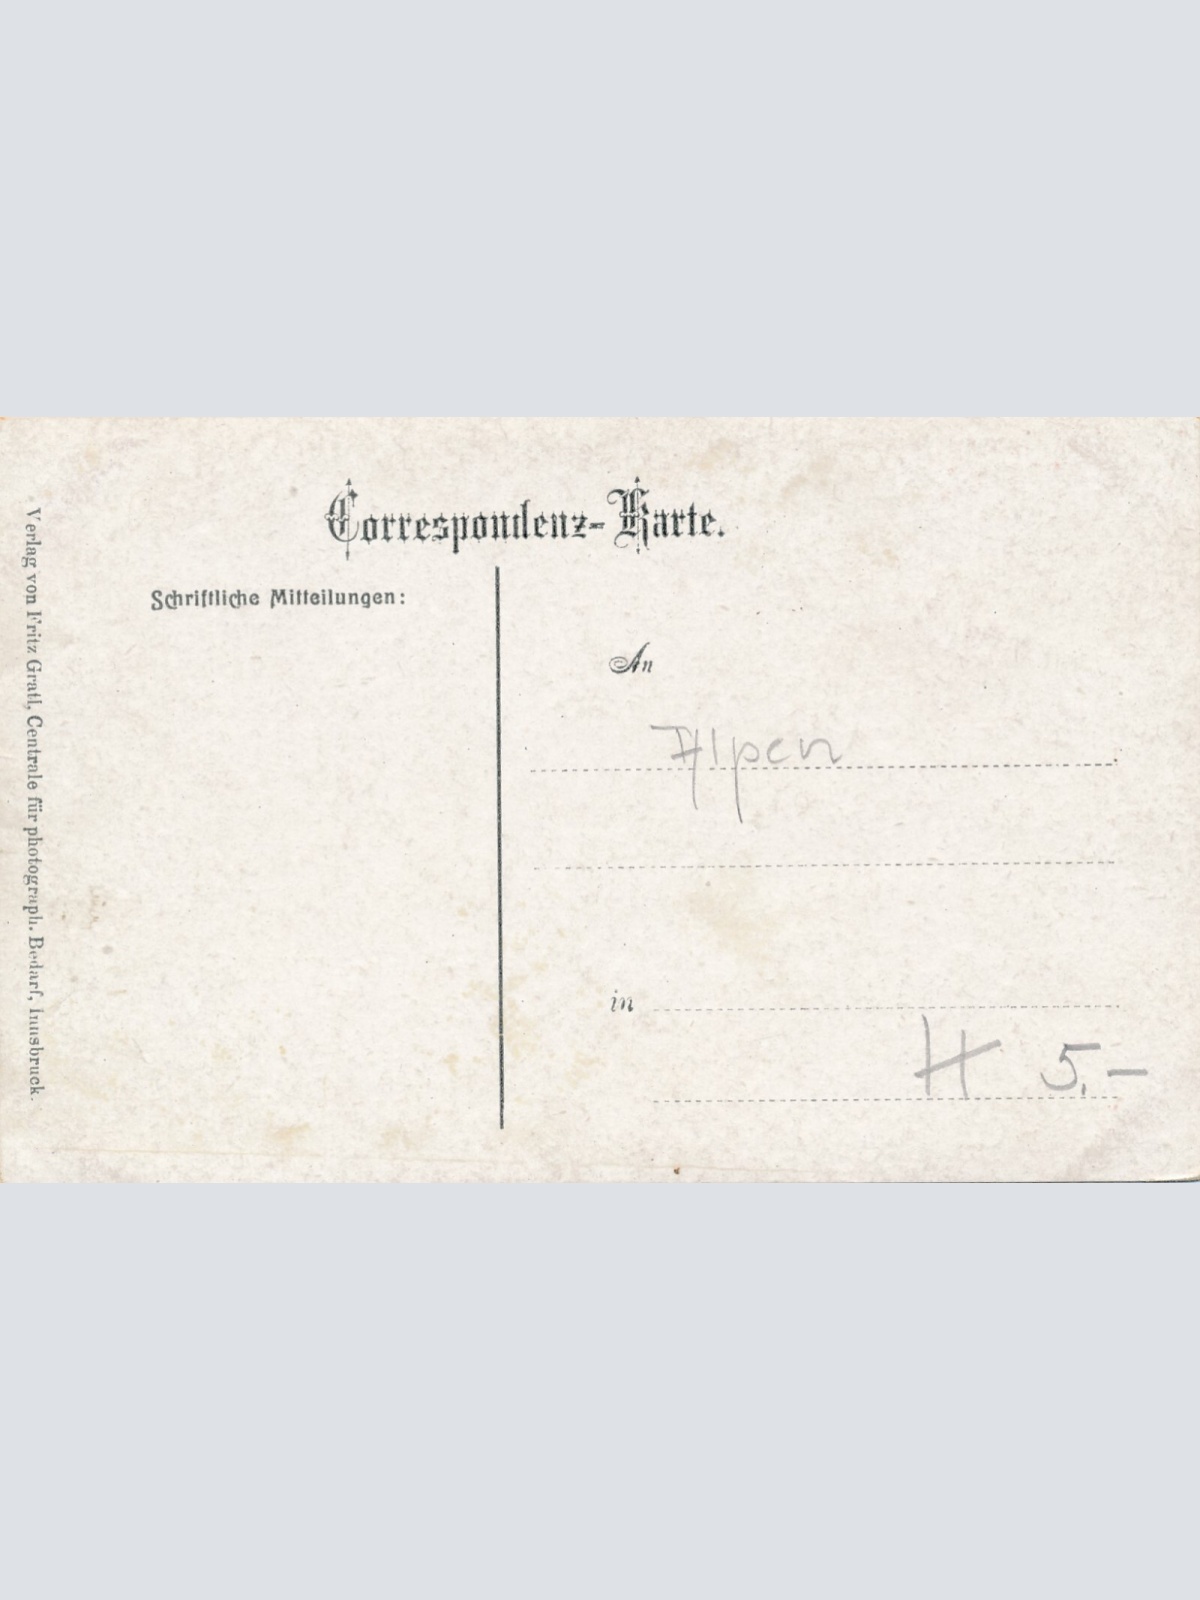 Correspondenz-Karte.
Schriftliche Mitteilungen:
An
Alpen
in
H 5.-
Verlag von Fritz Gratl, Centrale für photograph. Bedarf, Innsbruck.